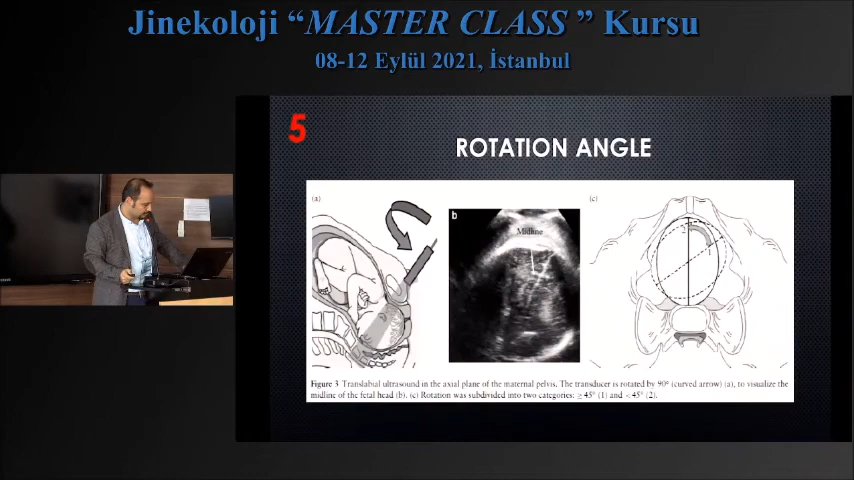 Jinekoloji “MASTER CLASS ” Kursu
08-12 Eylül 2021, İstanbul
5
ROTATION ANGLE
(a)
b
Midline
(c)
Figure 3 Translabial ultrasound in the axial plane of the maternal pelvis. The transducer is rotated by 90° (curved arrow) (a), to visualize the
midline of the fetal head (b). (c) Rotation was subdivided into two categories: ≥ 45° (1) and < 45° (2).